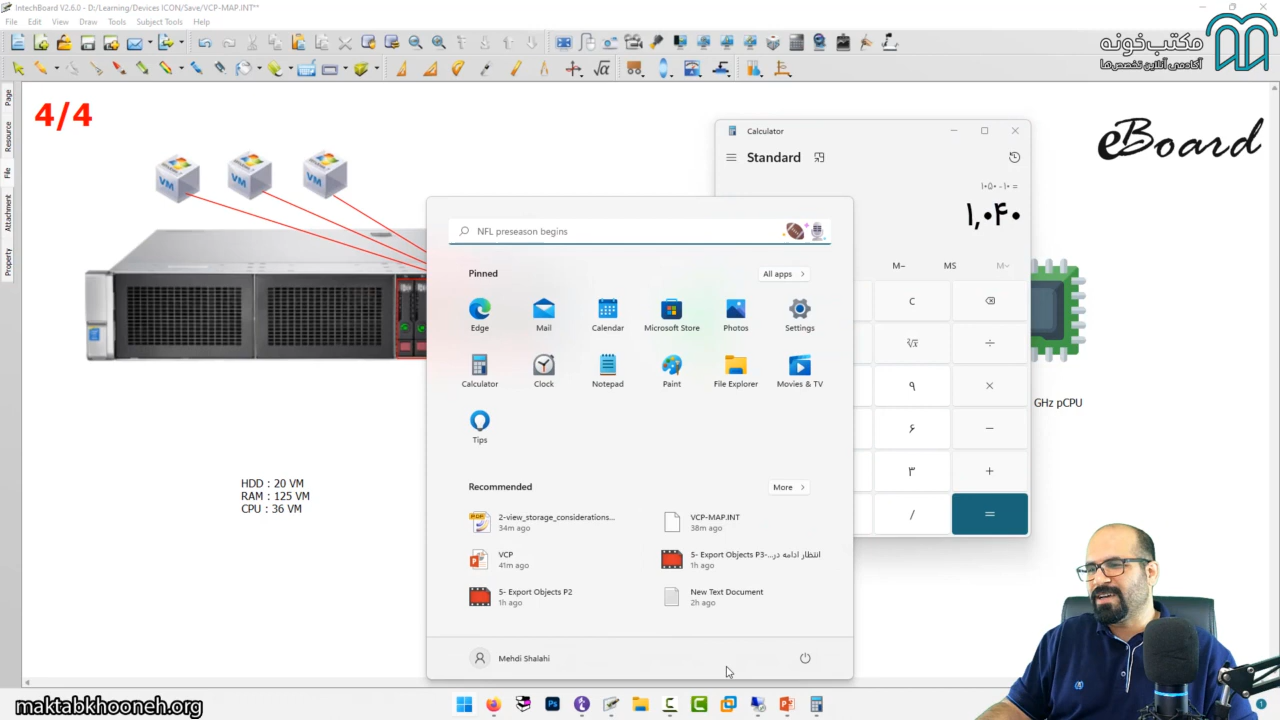 IntechBoard V2.6.0 - D:/Learning/Devices ICON/Save/VCP-MAP.INT**
File Edit View Draw Tools Subject Tools Help
مکتب‌خونه
آکادمی آنلاین تخصص‌ها
Page
Resource
File
Attachment
Property
4/4
eBoard
VM
VM
VM
Calculator
Standard
۱۰۵۰ - ۱۰ =
۱,۰۴۰
M- MS
C
۹
۶
۳
/
GHz pCPU
NFL preseason begins
Pinned
All apps
Edge Mail Calendar Microsoft Store Photos Settings
Calculator Clock Notepad Paint File Explorer Movies & TV
Tips
Recommended
More
2-view_storage_considerations...
34m ago
VCP-MAP.INT
38m ago
VCP
41m ago
5- Export Objects P3-...انتظار ادامه در
1h ago
5- Export Objects P2
1h ago
New Text Document
2h ago
Mehdi Shalahi
HDD : 20 VM
RAM : 125 VM
CPU : 36 VM
maktabkhooneh.org